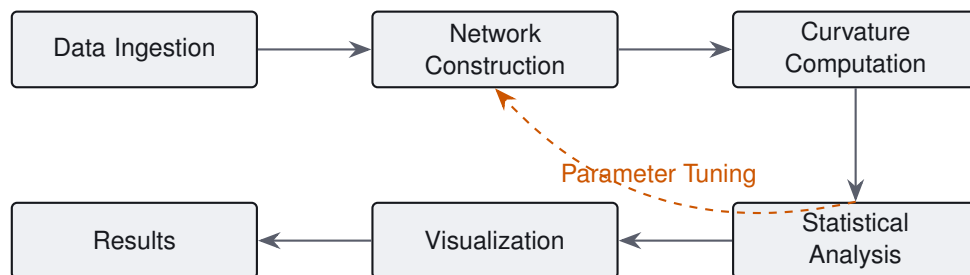 Data Ingestion
Network
Construction
Curvature
Computation
Parameter Tuning
Results
Visualization
Statistical
Analysis